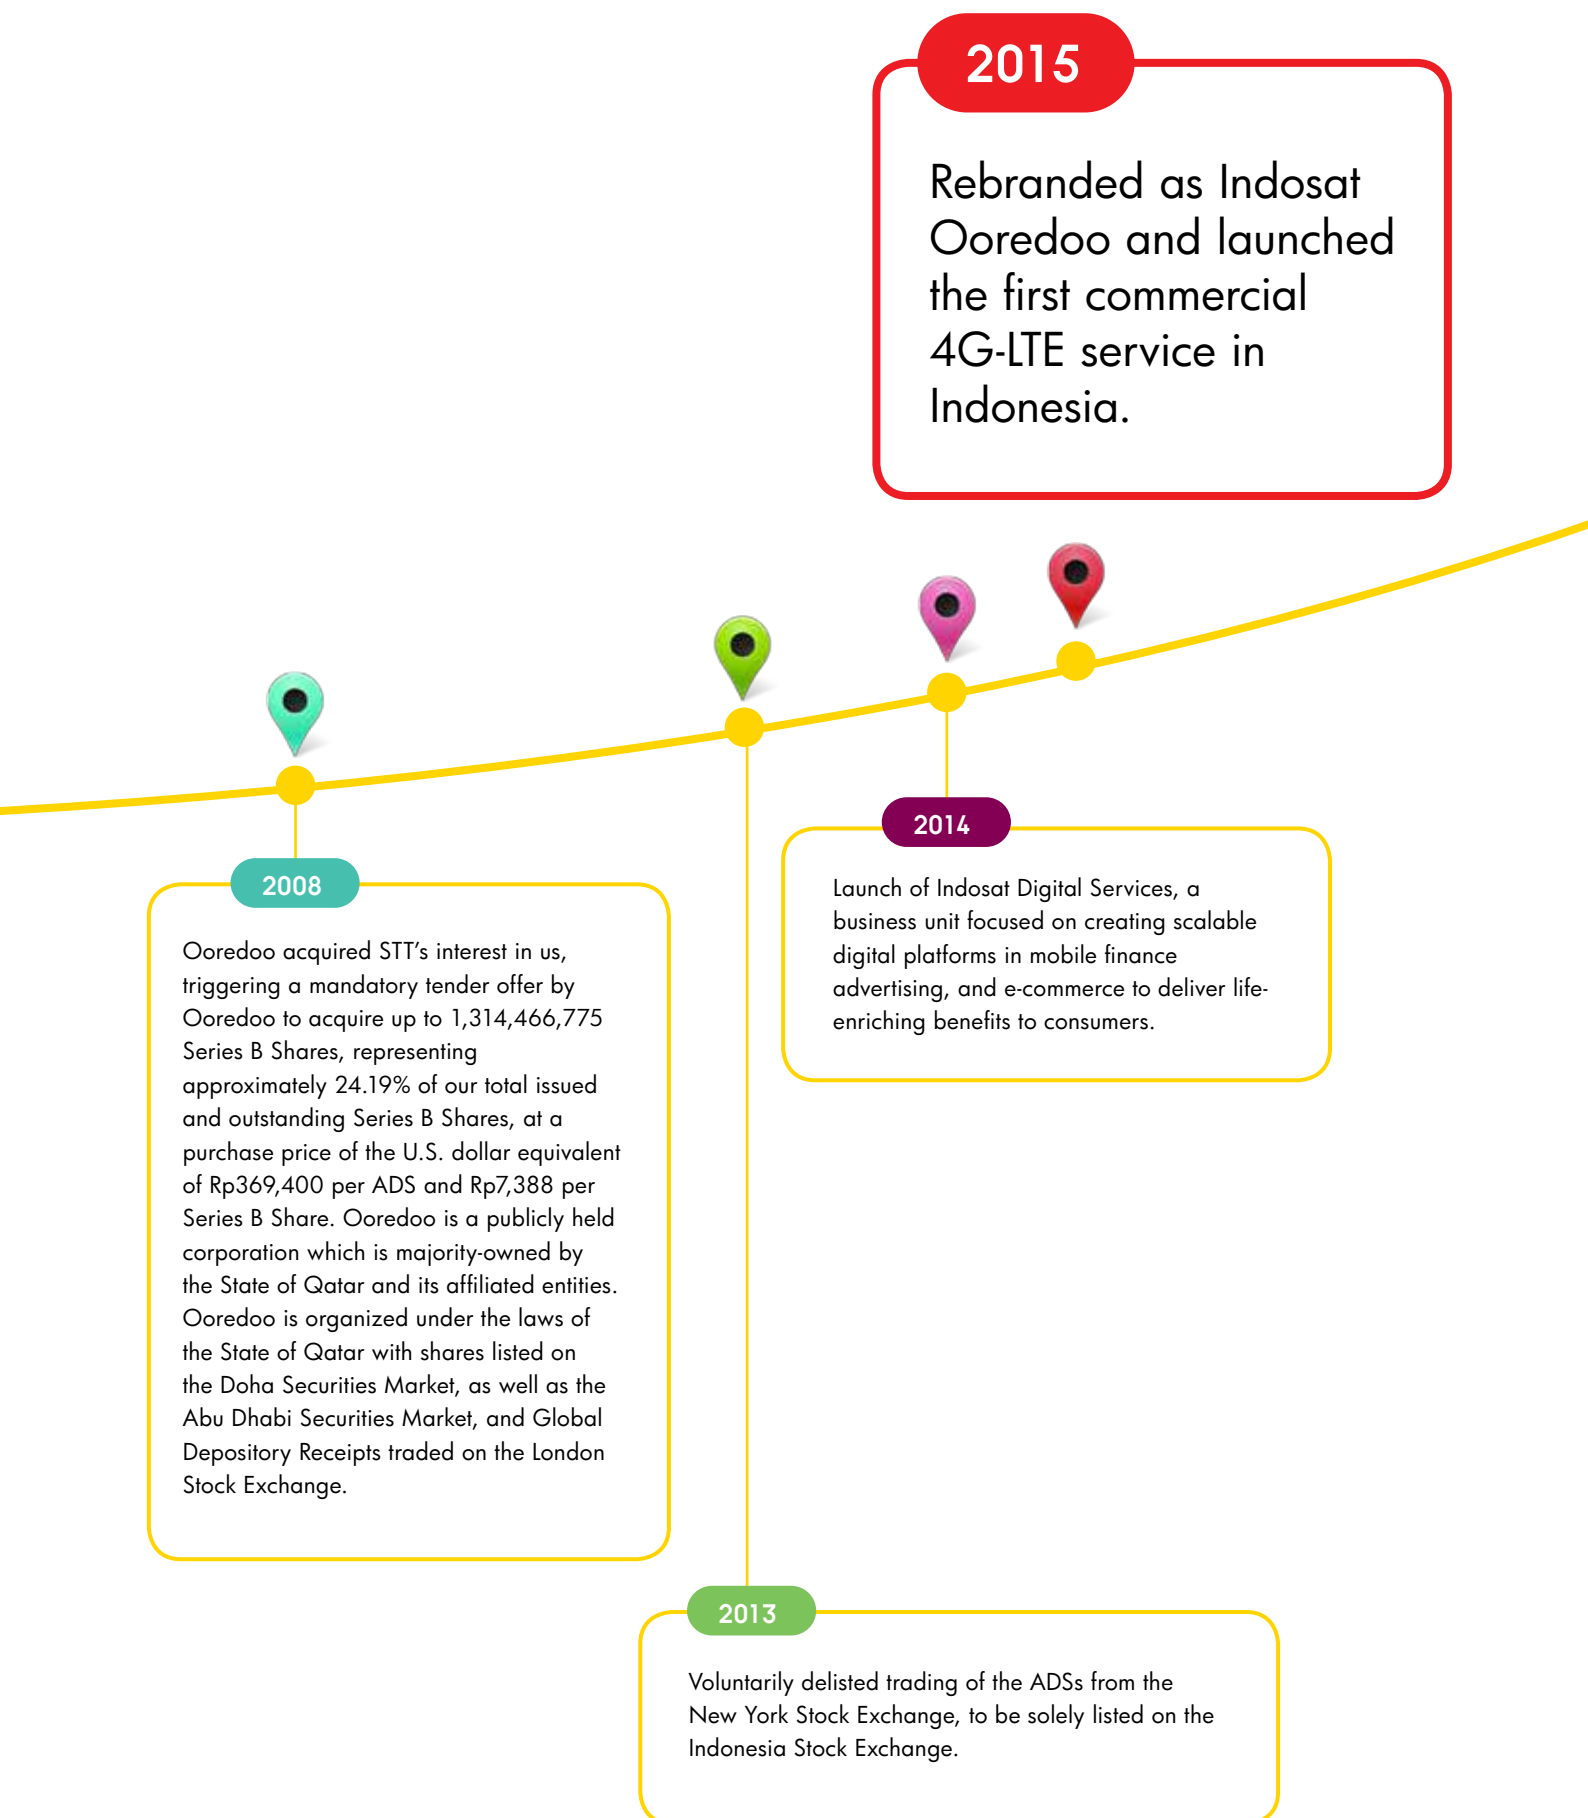 2015
Rebranded as Indosat
Ooredoo and launched
the first commercial
4G-LTE service in
Indonesia.
2008
Ooredoo acquired STT’s interest in us,
triggering a mandatory tender offer by
Ooredoo to acquire up to 1,314,466,775
Series B Shares, representing
approximately 24.19% of our total issued
and outstanding Series B Shares, at a
purchase price of the U.S. dollar equivalent
of Rp369,400 per ADS and Rp7,388 per
Series B Share. Ooredoo is a publicly held
corporation which is majority-owned by
the State of Qatar and its affiliated entities.
Ooredoo is organized under the laws of
the State of Qatar with shares listed on
the Doha Securities Market, as well as the
Abu Dhabi Securities Market, and Global
Depository Receipts traded on the London
Stock Exchange.
2014
Launch of Indosat Digital Services, a
business unit focused on creating scalable
digital platforms in mobile finance
advertising, and e-commerce to deliver life-
enriching benefits to consumers.
2013
Voluntarily delisted trading of the ADSs from the
New York Stock Exchange, to be solely listed on the
Indonesia Stock Exchange.